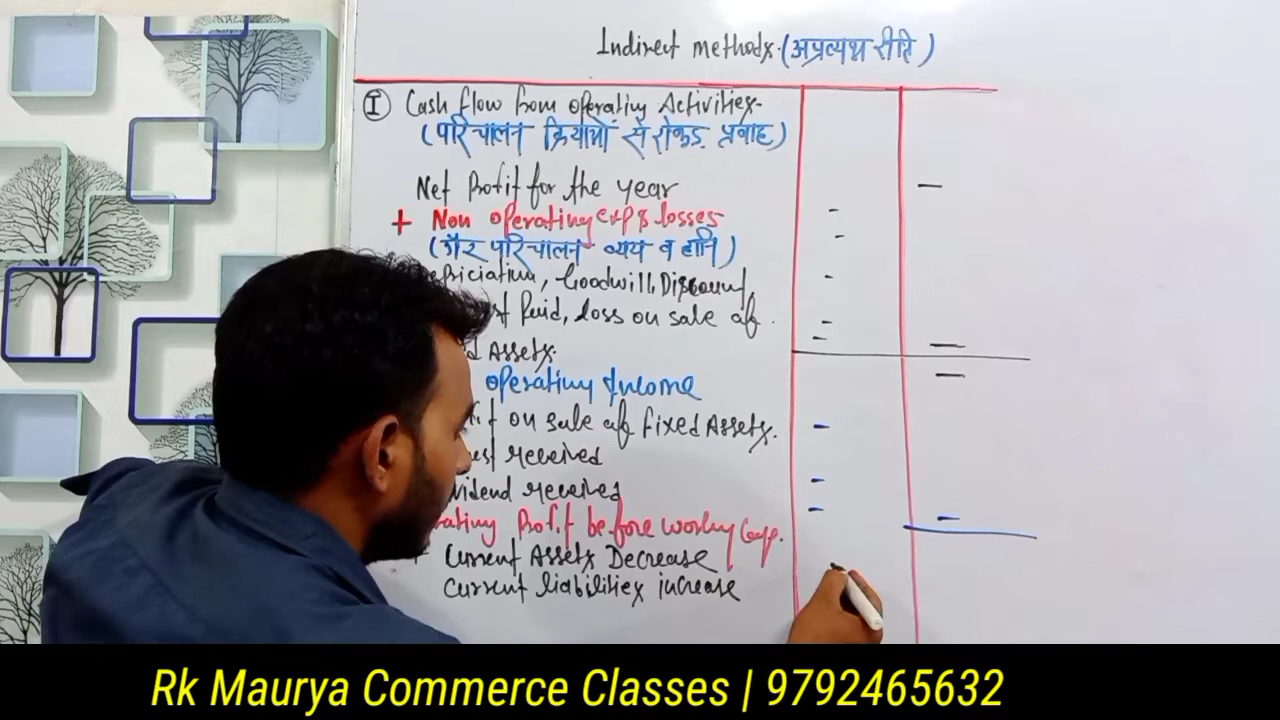 Indirect methods. (अप्रत्यक्ष रीति)
I Cash flow from operating Activities-
(परिचालन क्रियाओं से रोकड़ प्रवाह)
Net Profit for the year
+ Non operating exp & losses-
(गैर परिचालन व्यय व हानि)
Goodwill, Discount,
Paid, Loss on sale of
Assets.
operating Income
on sale of Fixed Assets.
received
received
Profit before working Cap.
+ Current Assets Decrease
Current liabilities increase
Rk Maurya Commerce Classes | 9792465632